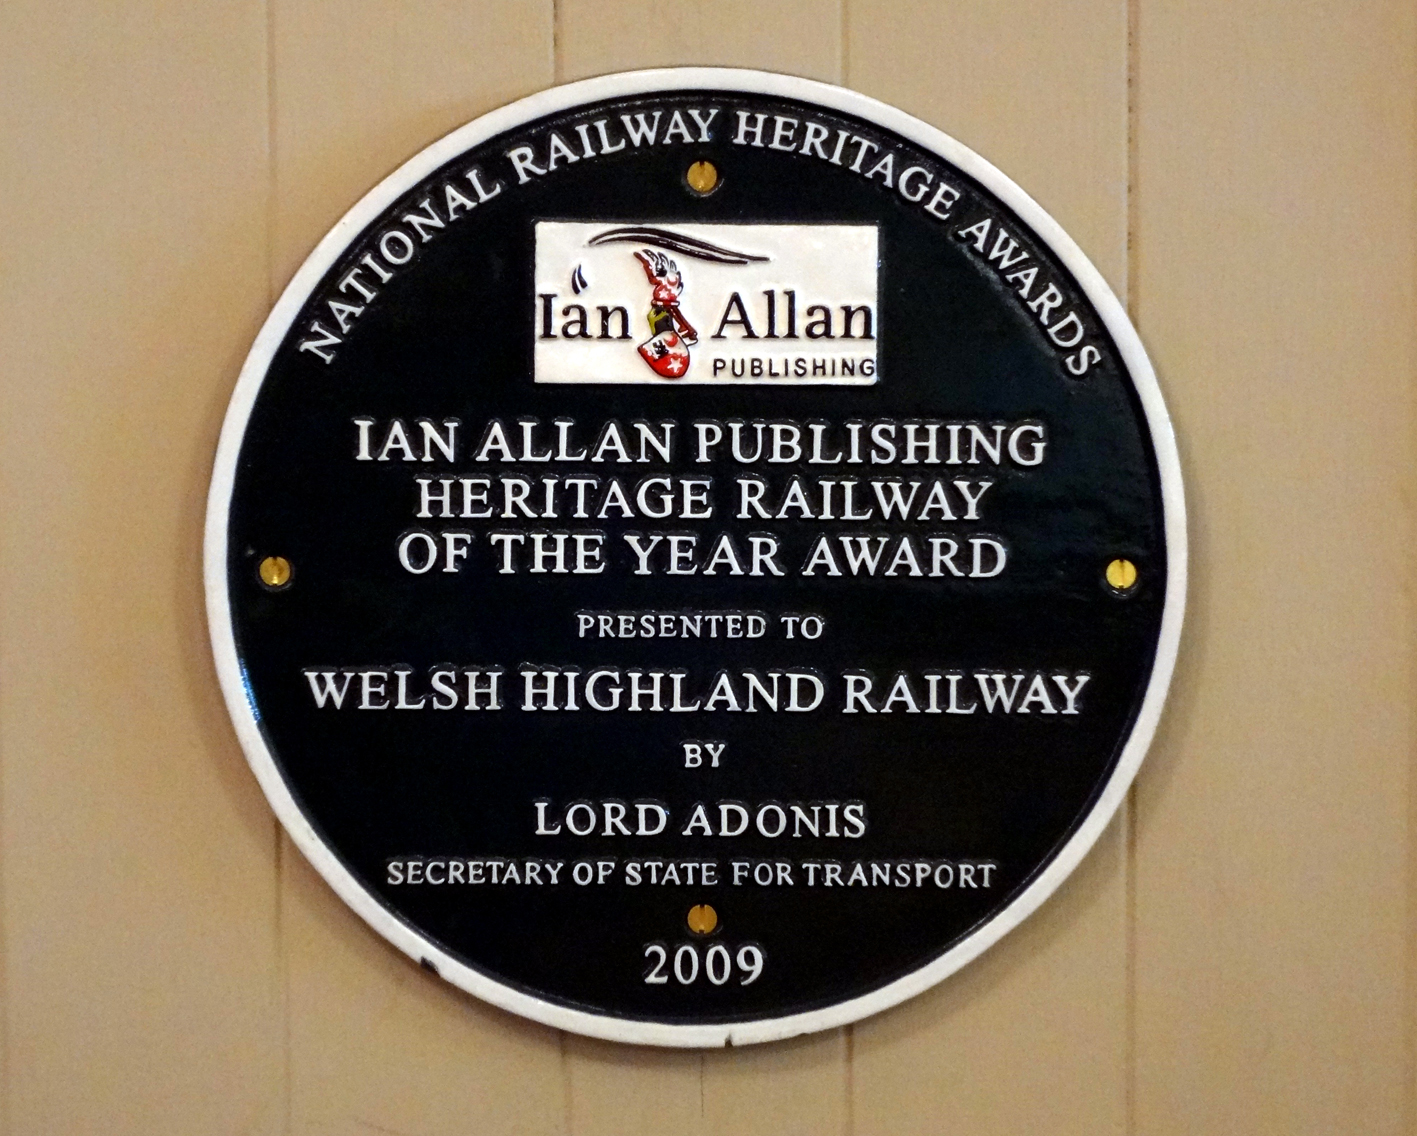 NATIONAL RAILWAY HERITAGE AWARDS
Ian Allan
PUBLISHING
IAN ALLAN PUBLISHING
HERITAGE RAILWAY
OF THE YEAR AWARD
PRESENTED TO
WELSH HIGHLAND RAILWAY
BY
LORD ADONIS
SECRETARY OF STATE FOR TRANSPORT
2009